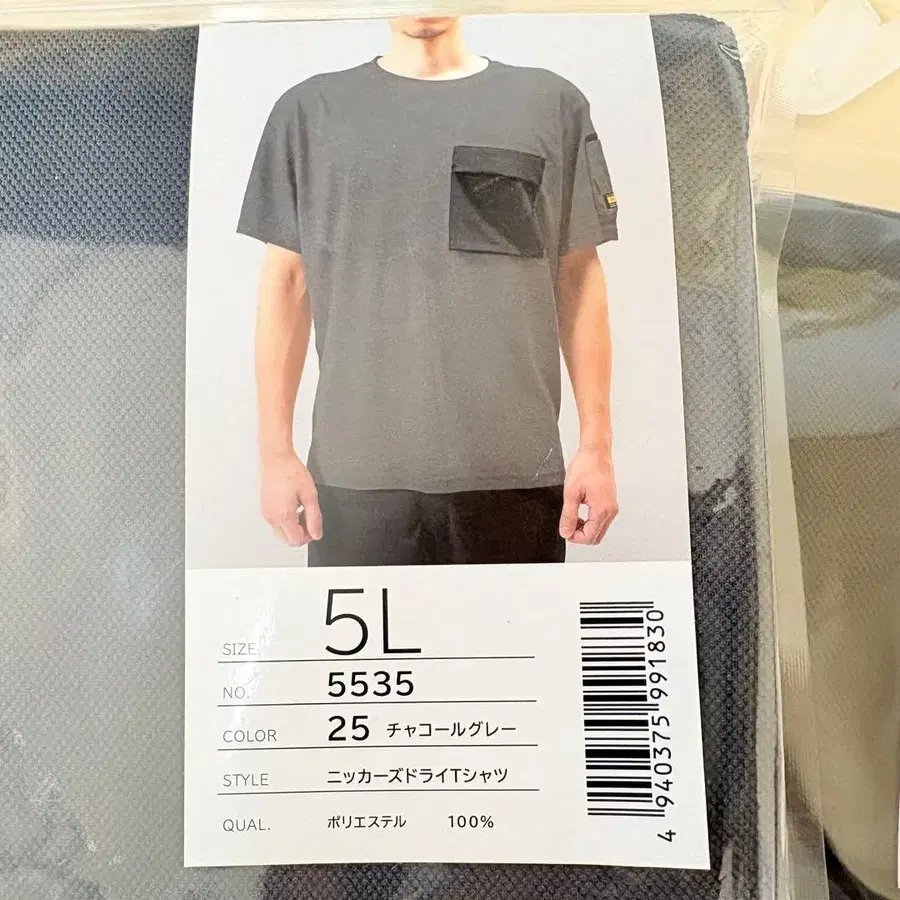 SIZE 5L
NO. 5535
COLOR 25 チャコールグレー
STYLE ニッカーズドライTシャツ
QUAL. ポリエステル 100%
4 940375 991830